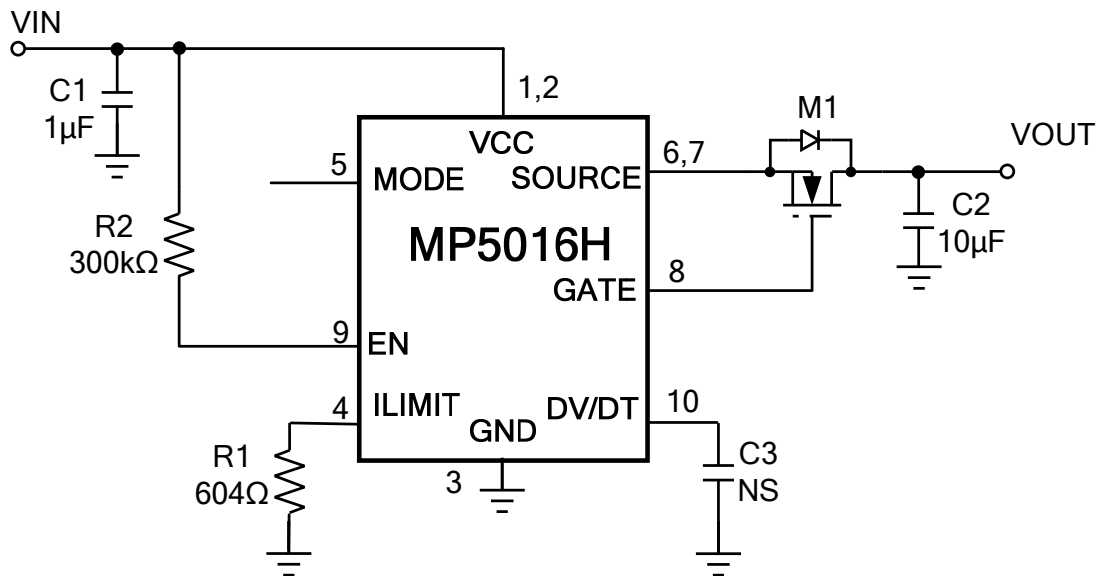 VIN
C1
1µF
1,2
M1
VOUT
VCC
5
MODE
SOURCE
6,7
R2
300kΩ
MP5016H
C2
10µF
GATE
8
9
EN
4
ILIMIT
DV/DT
10
GND
R1
604Ω
3
C3
NS